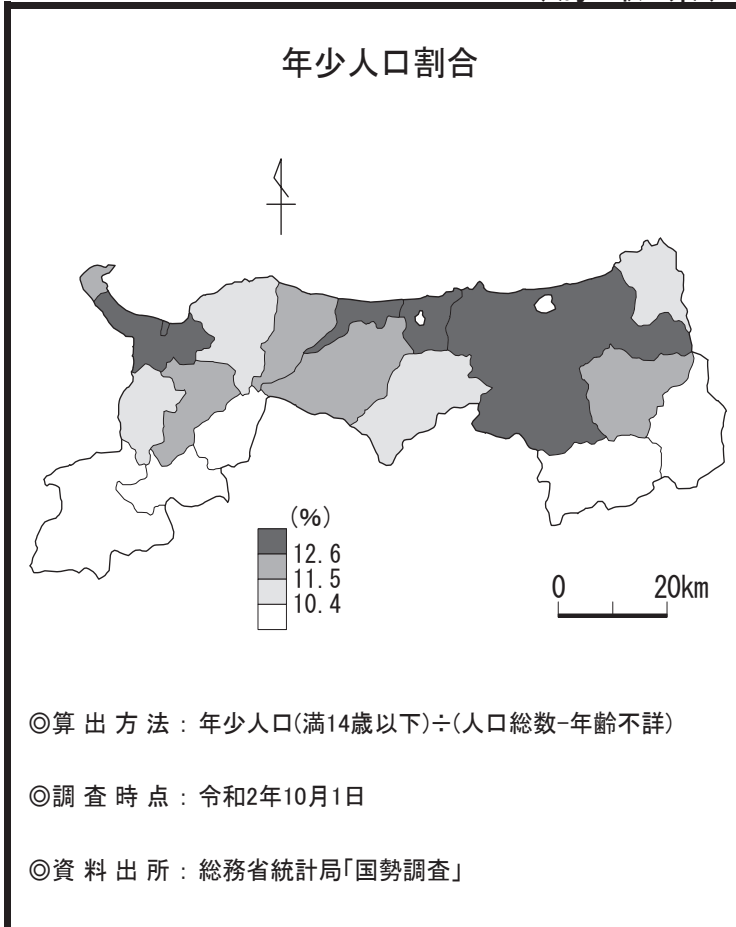 年少人口割合
(%)
12.6
11.5
10.4
0 20km
◎算出方法：年少人口(満14歳以下)÷(人口総数-年齢不詳)
◎調査時点：令和2年10月1日
◎資料出所：総務省統計局｢国勢調査｣